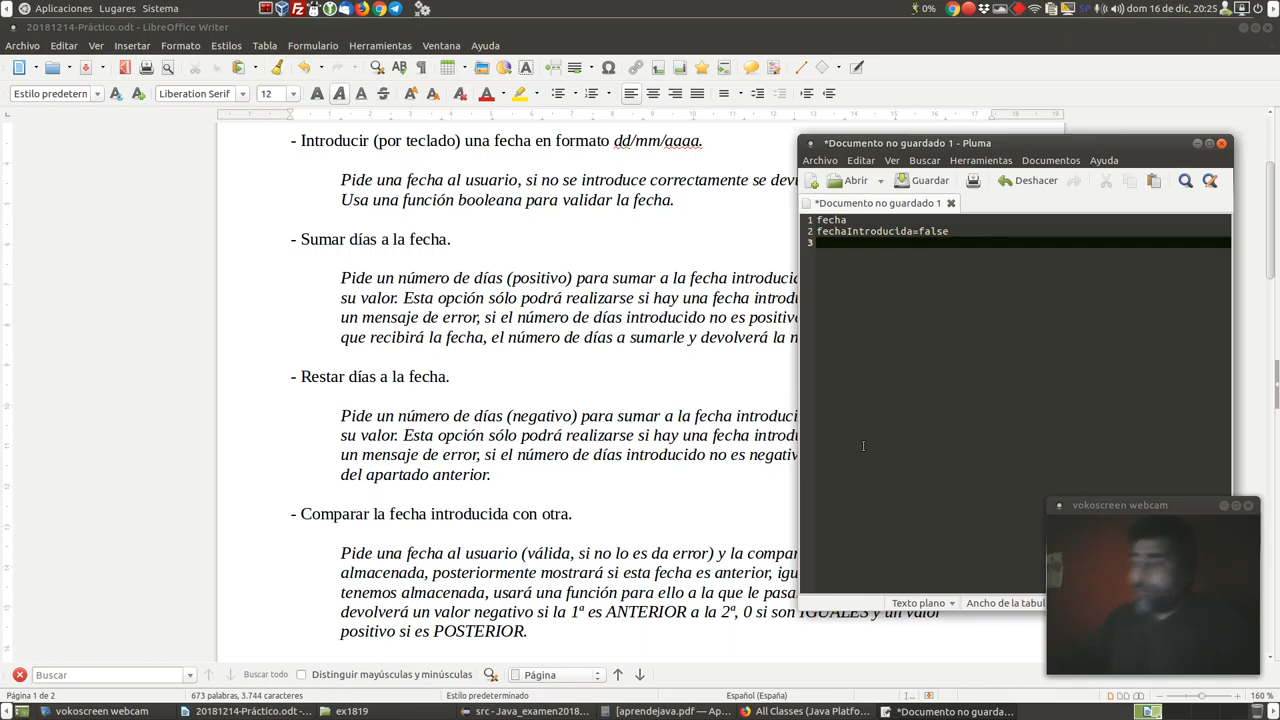 Aplicaciones Lugares Sistema
0% SP dom 16 de dic, 20:25
20181214-Práctico.odt - LibreOffice Writer
Archivo Editar Ver Insertar Formato Estilos Tabla Formulario Herramientas Ventana Ayuda
Estilo predetern Liberation Serif 12
- Introducir (por teclado) una fecha en formato dd/mm/aaaa.
Pide una fecha al usuario, si no se introduce correctamente se devu
Usa una función booleana para validar la fecha.
- Sumar días a la fecha.
Pide un número de días (positivo) para sumar a la fecha introducid
su valor. Esta opción sólo podrá realizarse si hay una fecha introdu
un mensaje de error, si el número de días introducido no es positivo
que recibirá la fecha, el número de días a sumarle y devolverá la n
- Restar días a la fecha.
Pide un número de días (negativo) para sumar a la fecha introduci
su valor. Esta opción sólo podrá realizarse si hay una fecha introdu
un mensaje de error, si el número de días introducido no es negativ
del apartado anterior.
- Comparar la fecha introducida con otra.
Pide una fecha al usuario (válida, si no lo es da error) y la compar
almacenada, posteriormente mostrará si esta fecha es anterior, igu
tenemos almacenada, usará una función para ello a la que le pasa
devolverá un valor negativo si la 1ª es ANTERIOR a la 2ª, 0 si son IGUALES y un valor
positivo si es POSTERIOR.
*Documento no guardado 1 - Pluma
Archivo Editar Ver Buscar Herramientas Documentos Ayuda
Abrir Guardar Deshacer
*Documento no guardado 1
1 fecha
2 fechaIntroducida=false
3
Texto plano Ancho de la tabul
vokoscreen webcam
Buscar Buscar todo Distinguir mayúsculas y minúsculas Página
Página 1 de 2 673 palabras, 3.744 caracteres Estilo predeterminado Español (España) 160 %
vokoscreen webcam 20181214-Práctico.odt -... ex1819 src - Java_examen2018... [aprendejava.pdf — Ap... All Classes (Java Platfo... *Documento no guarda...